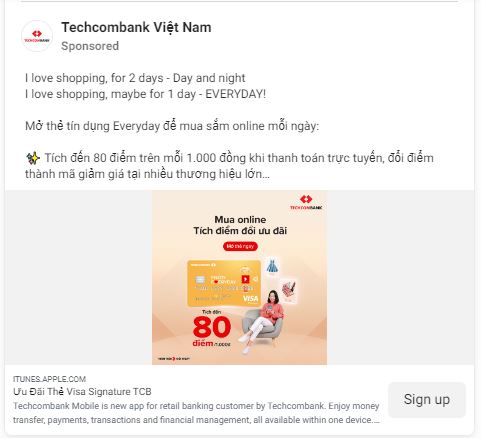 Techcombank Việt Nam
TECHCOMBANK
Sponsored
I love shopping, for 2 days - Day and night
I love shopping, maybe for 1 day - EVERYDAY!
Mở thẻ tín dụng Everyday để mua sắm online mỗi ngày:
✨ Tích đến 80 điểm trên mỗi 1.000 đồng khi thanh toán trực tuyến, đổi điểm
thành mã giảm giá tại nhiều thương hiệu lớn...
TECHCOMBANK
Mua online
Tích điểm đổi ưu đãi
Mở thẻ ngay
VISA
Tích đến
80
điểm/1.000đ
ITUNES.APPLE.COM
Ưu Đãi Thẻ Visa Signature TCB
Sign up
Techcombank Mobile is new app for retail banking customer by Techcombank. Enjoy money
transfer, payments, transactions and financial management, all available within one device....